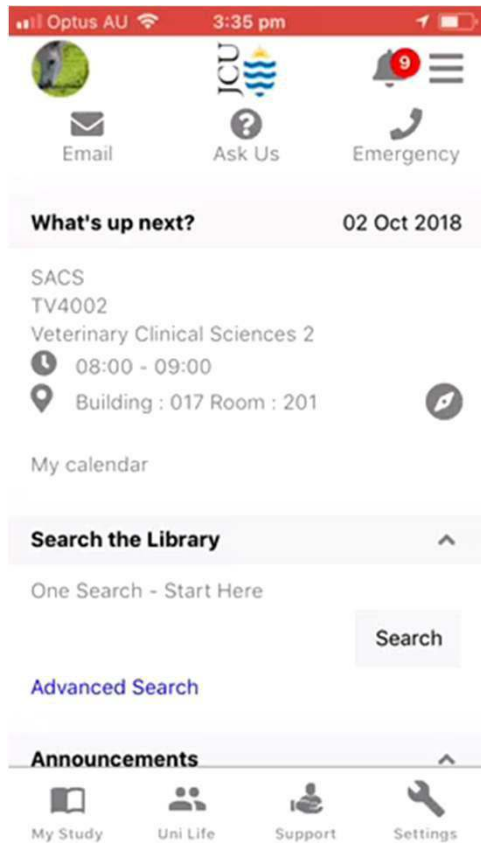 Optus AU 3:35 pm
JCU
9
Email Ask Us Emergency
What's up next? 02 Oct 2018
SACS
TV4002
Veterinary Clinical Sciences 2
08:00 - 09:00
Building : 017 Room : 201
My calendar
Search the Library
One Search - Start Here
Search
Advanced Search
Announcements
My Study Uni Life Support Settings